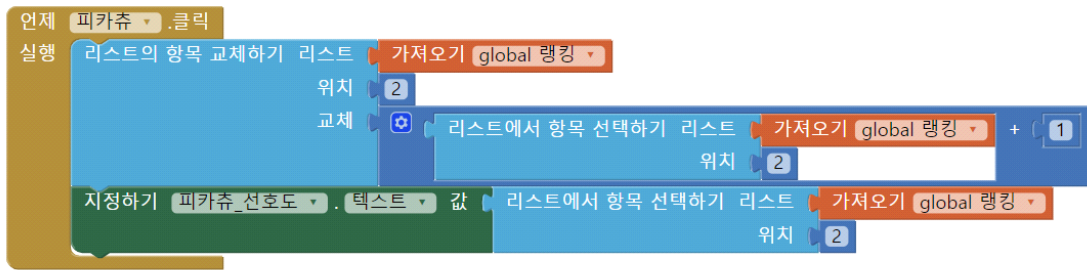 언제 피카츄 .클릭
실행 리스트의 항목 교체하기 리스트 가져오기 global 랭킹
위치 2
교체 리스트에서 항목 선택하기 리스트 가져오기 global 랭킹 + 1
위치 2
지정하기 피카츄_선호도 . 텍스트 값 리스트에서 항목 선택하기 리스트 가져오기 global 랭킹
위치 2